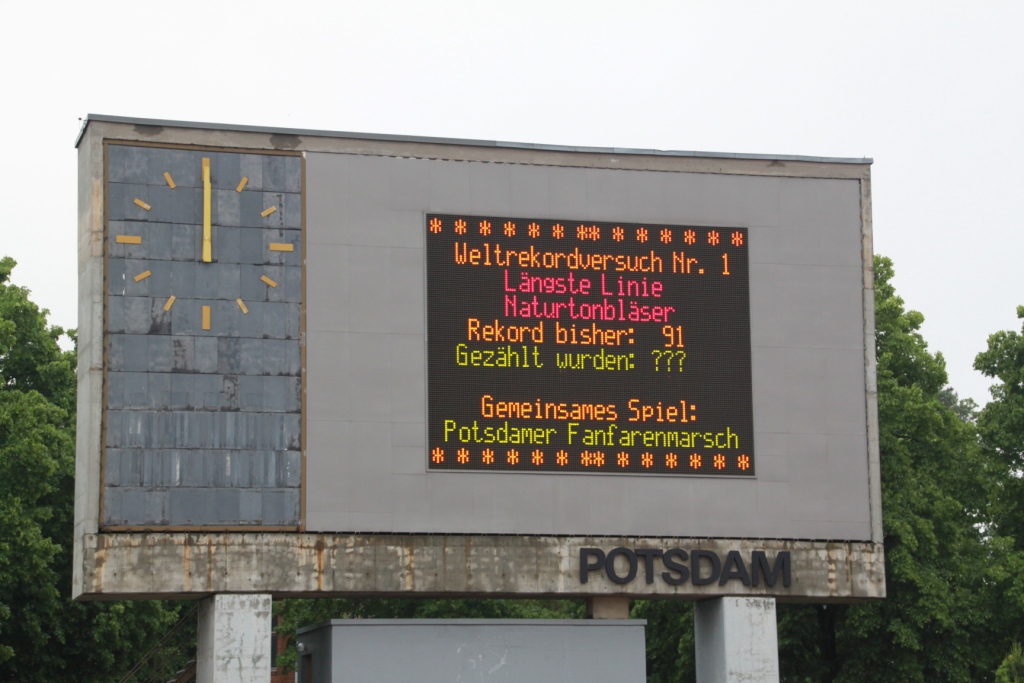 * * * * * * ** * * * * * *
Weltrekordversuch Nr. 1
Längste Linie
Naturtonbläser
Rekord bisher: 91
Gezählt wurden: ???
Gemeinsames Spiel:
Potsdamer Fanfarenmarsch
* * * * * * ** * * * * * *
POTSDAM